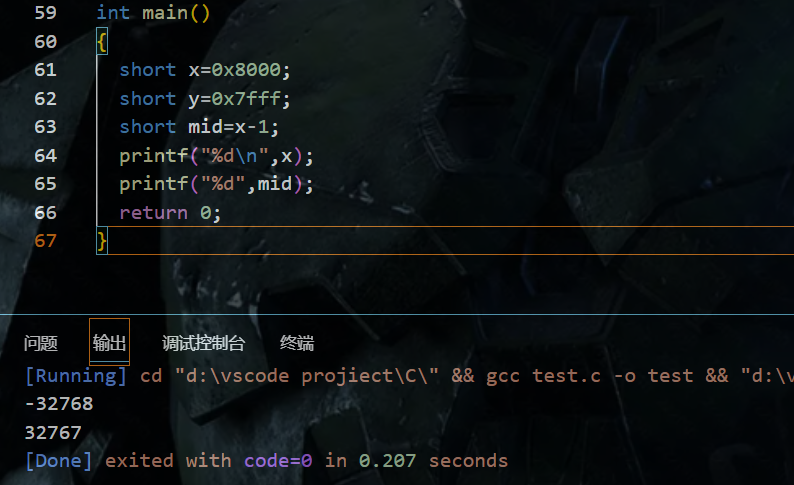 59 int main()
60 {
61 short x=0x8000;
62 short y=0x7fff;
63 short mid=x-1;
64 printf("%d\n",x);
65 printf("%d",mid);
66 return 0;
67 }
问题 输出 调试控制台 终端
[Running] cd "d:\vscode projiect\C\" && gcc test.c -o test && "d:\v
-32768
32767
[Done] exited with code=0 in 0.207 seconds